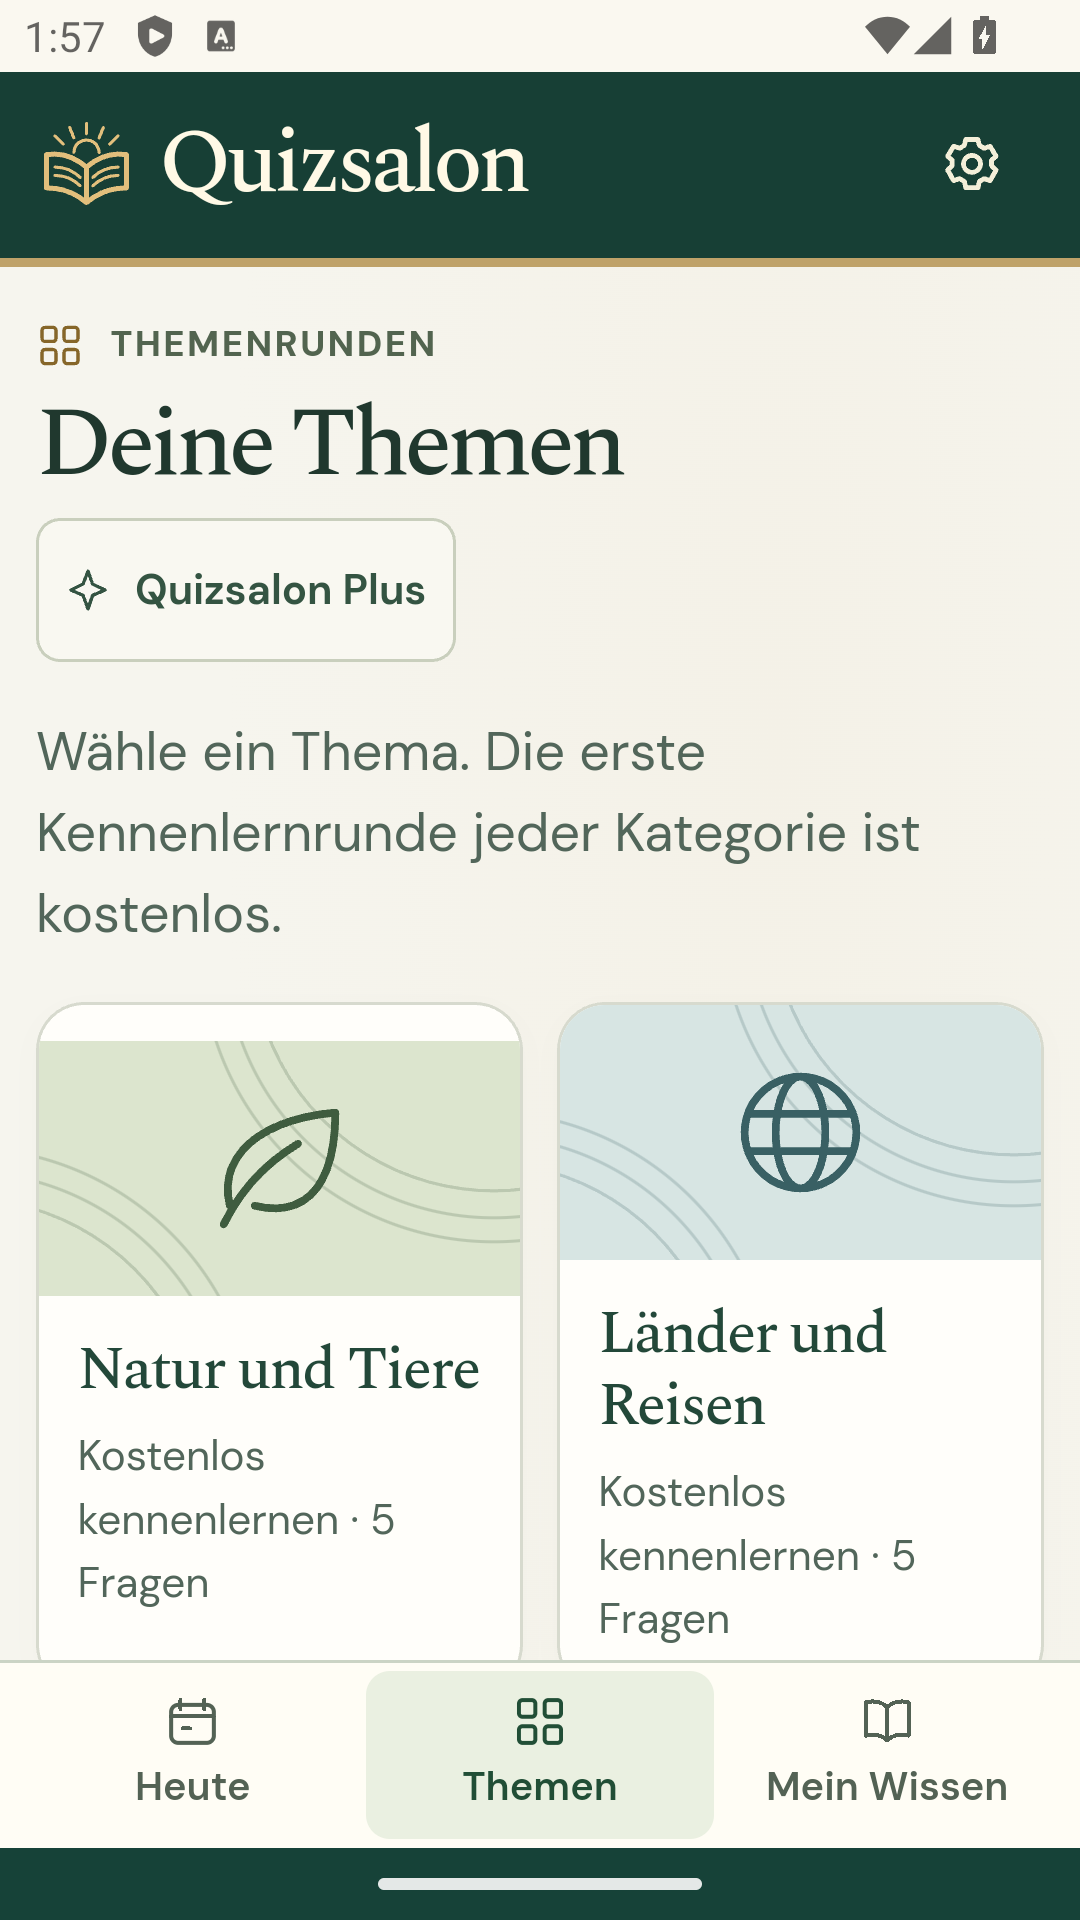 1:57
Quizsalon
THEMENRUNDEN
Deine Themen
Quizsalon Plus
Wähle ein Thema. Die erste
Kennenlernrunde jeder Kategorie ist
kostenlos.
Natur und Tiere
Kostenlos
kennenlernen · 5
Fragen
Länder und
Reisen
Kostenlos
kennenlernen · 5
Fragen
Heute
Themen
Mein Wissen